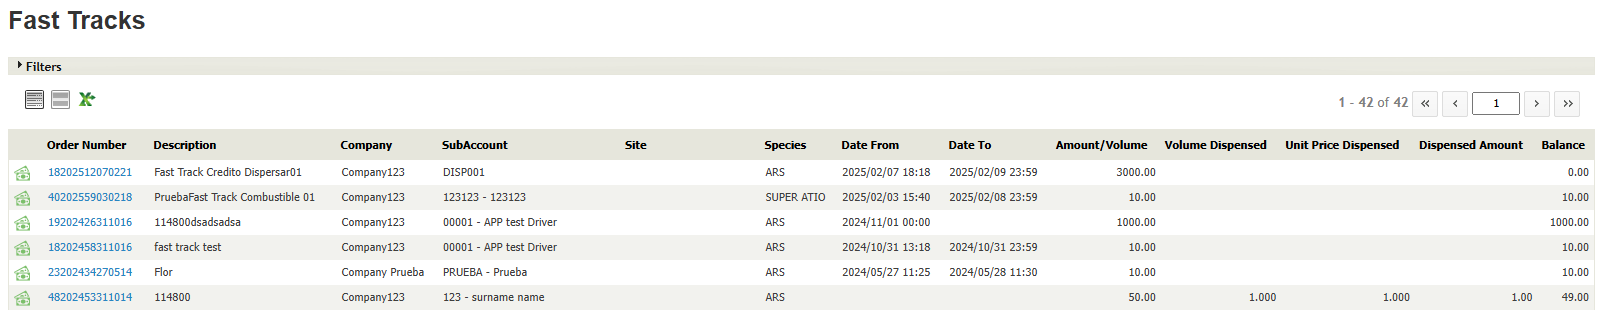 Fast Tracks
Filters
1 - 42 of 42 1
Order Number Description Company SubAccount Site Species Date From Date To Amount/Volume Volume Dispensed Unit Price Dispensed Dispensed Amount Balance
18202512070221 Fast Track Credito Dispersar01 Company123 DISP001 ARS 2025/02/07 18:18 2025/02/09 23:59 3000.00 0.00
40202559030218 PruebaFast Track Combustible 01 Company123 123123 - 123123 SUPER ATIO 2025/02/03 15:40 2025/02/08 23:59 10.00 10.00
19202426311016 114800dsadsadsa Company123 00001 - APP test Driver ARS 2024/11/01 00:00 1000.00 1000.00
18202458311016 fast track test Company123 00001 - APP test Driver ARS 2024/10/31 13:18 2024/10/31 23:59 10.00 10.00
23202434270514 Flor Company Prueba PRUEBA - Prueba ARS 2024/05/27 11:25 2024/05/28 11:30 10.00 10.00
48202453311014 114800 Company123 123 - surname name ARS 50.00 1.000 1.000 1.00 49.00